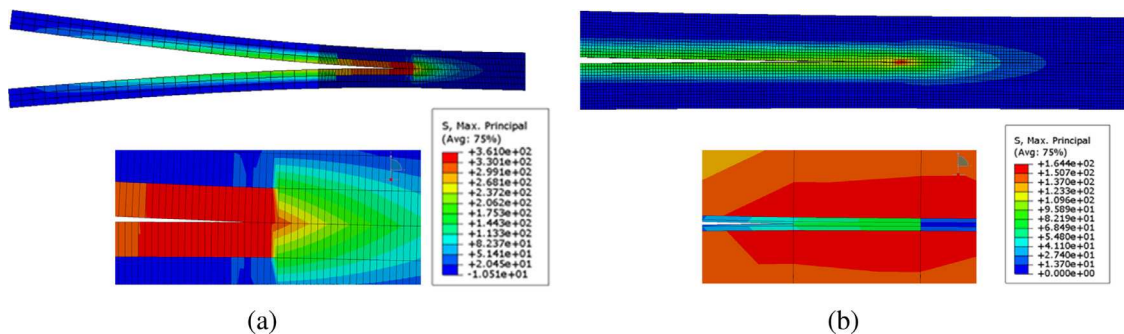 S, Max. Principal
(Avg: 75%)
+3.610e+02
+3.301e+02
+2.991e+02
+2.681e+02
+2.372e+02
+2.062e+02
+1.753e+02
+1.443e+02
+1.133e+02
+8.237e+01
+5.141e+01
+2.045e+01
-1.051e+01
S, Max. Principal
(Avg: 75%)
+1.644e+02
+1.507e+02
+1.370e+02
+1.233e+02
+1.096e+02
+9.589e+01
+8.219e+01
+6.849e+01
+5.480e+01
+4.110e+01
+2.740e+01
+1.370e+01
+0.000e+00
(a)
(b)